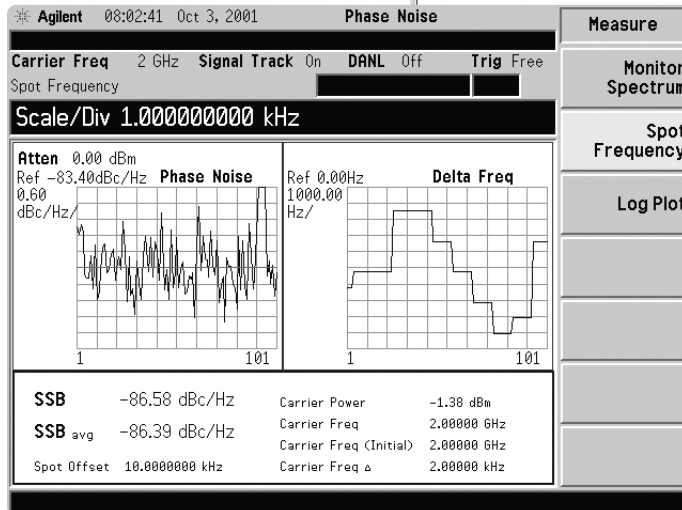 Agilent 08:02:41 Oct 3, 2001 Phase Noise
Measure
Carrier Freq 2 GHz Signal Track On DANL Off Trig Free
Spot Frequency
Monitor
Spectrum
Scale/Div 1.000000000 kHz
Spot
Frequency
Atten 0.00 dBm
Ref -83.40dBc/Hz Phase Noise
0.60
dBc/Hz/
1 101
Ref 0.00Hz Delta Freq
1000.00
Hz/
1 101
Log Plot
SSB -86.58 dBc/Hz
SSB avg -86.39 dBc/Hz
Spot Offset 10.0000000 kHz
Carrier Power -1.38 dBm
Carrier Freq 2.00000 GHz
Carrier Freq (Initial) 2.00000 GHz
Carrier Freq Δ 2.00000 kHz